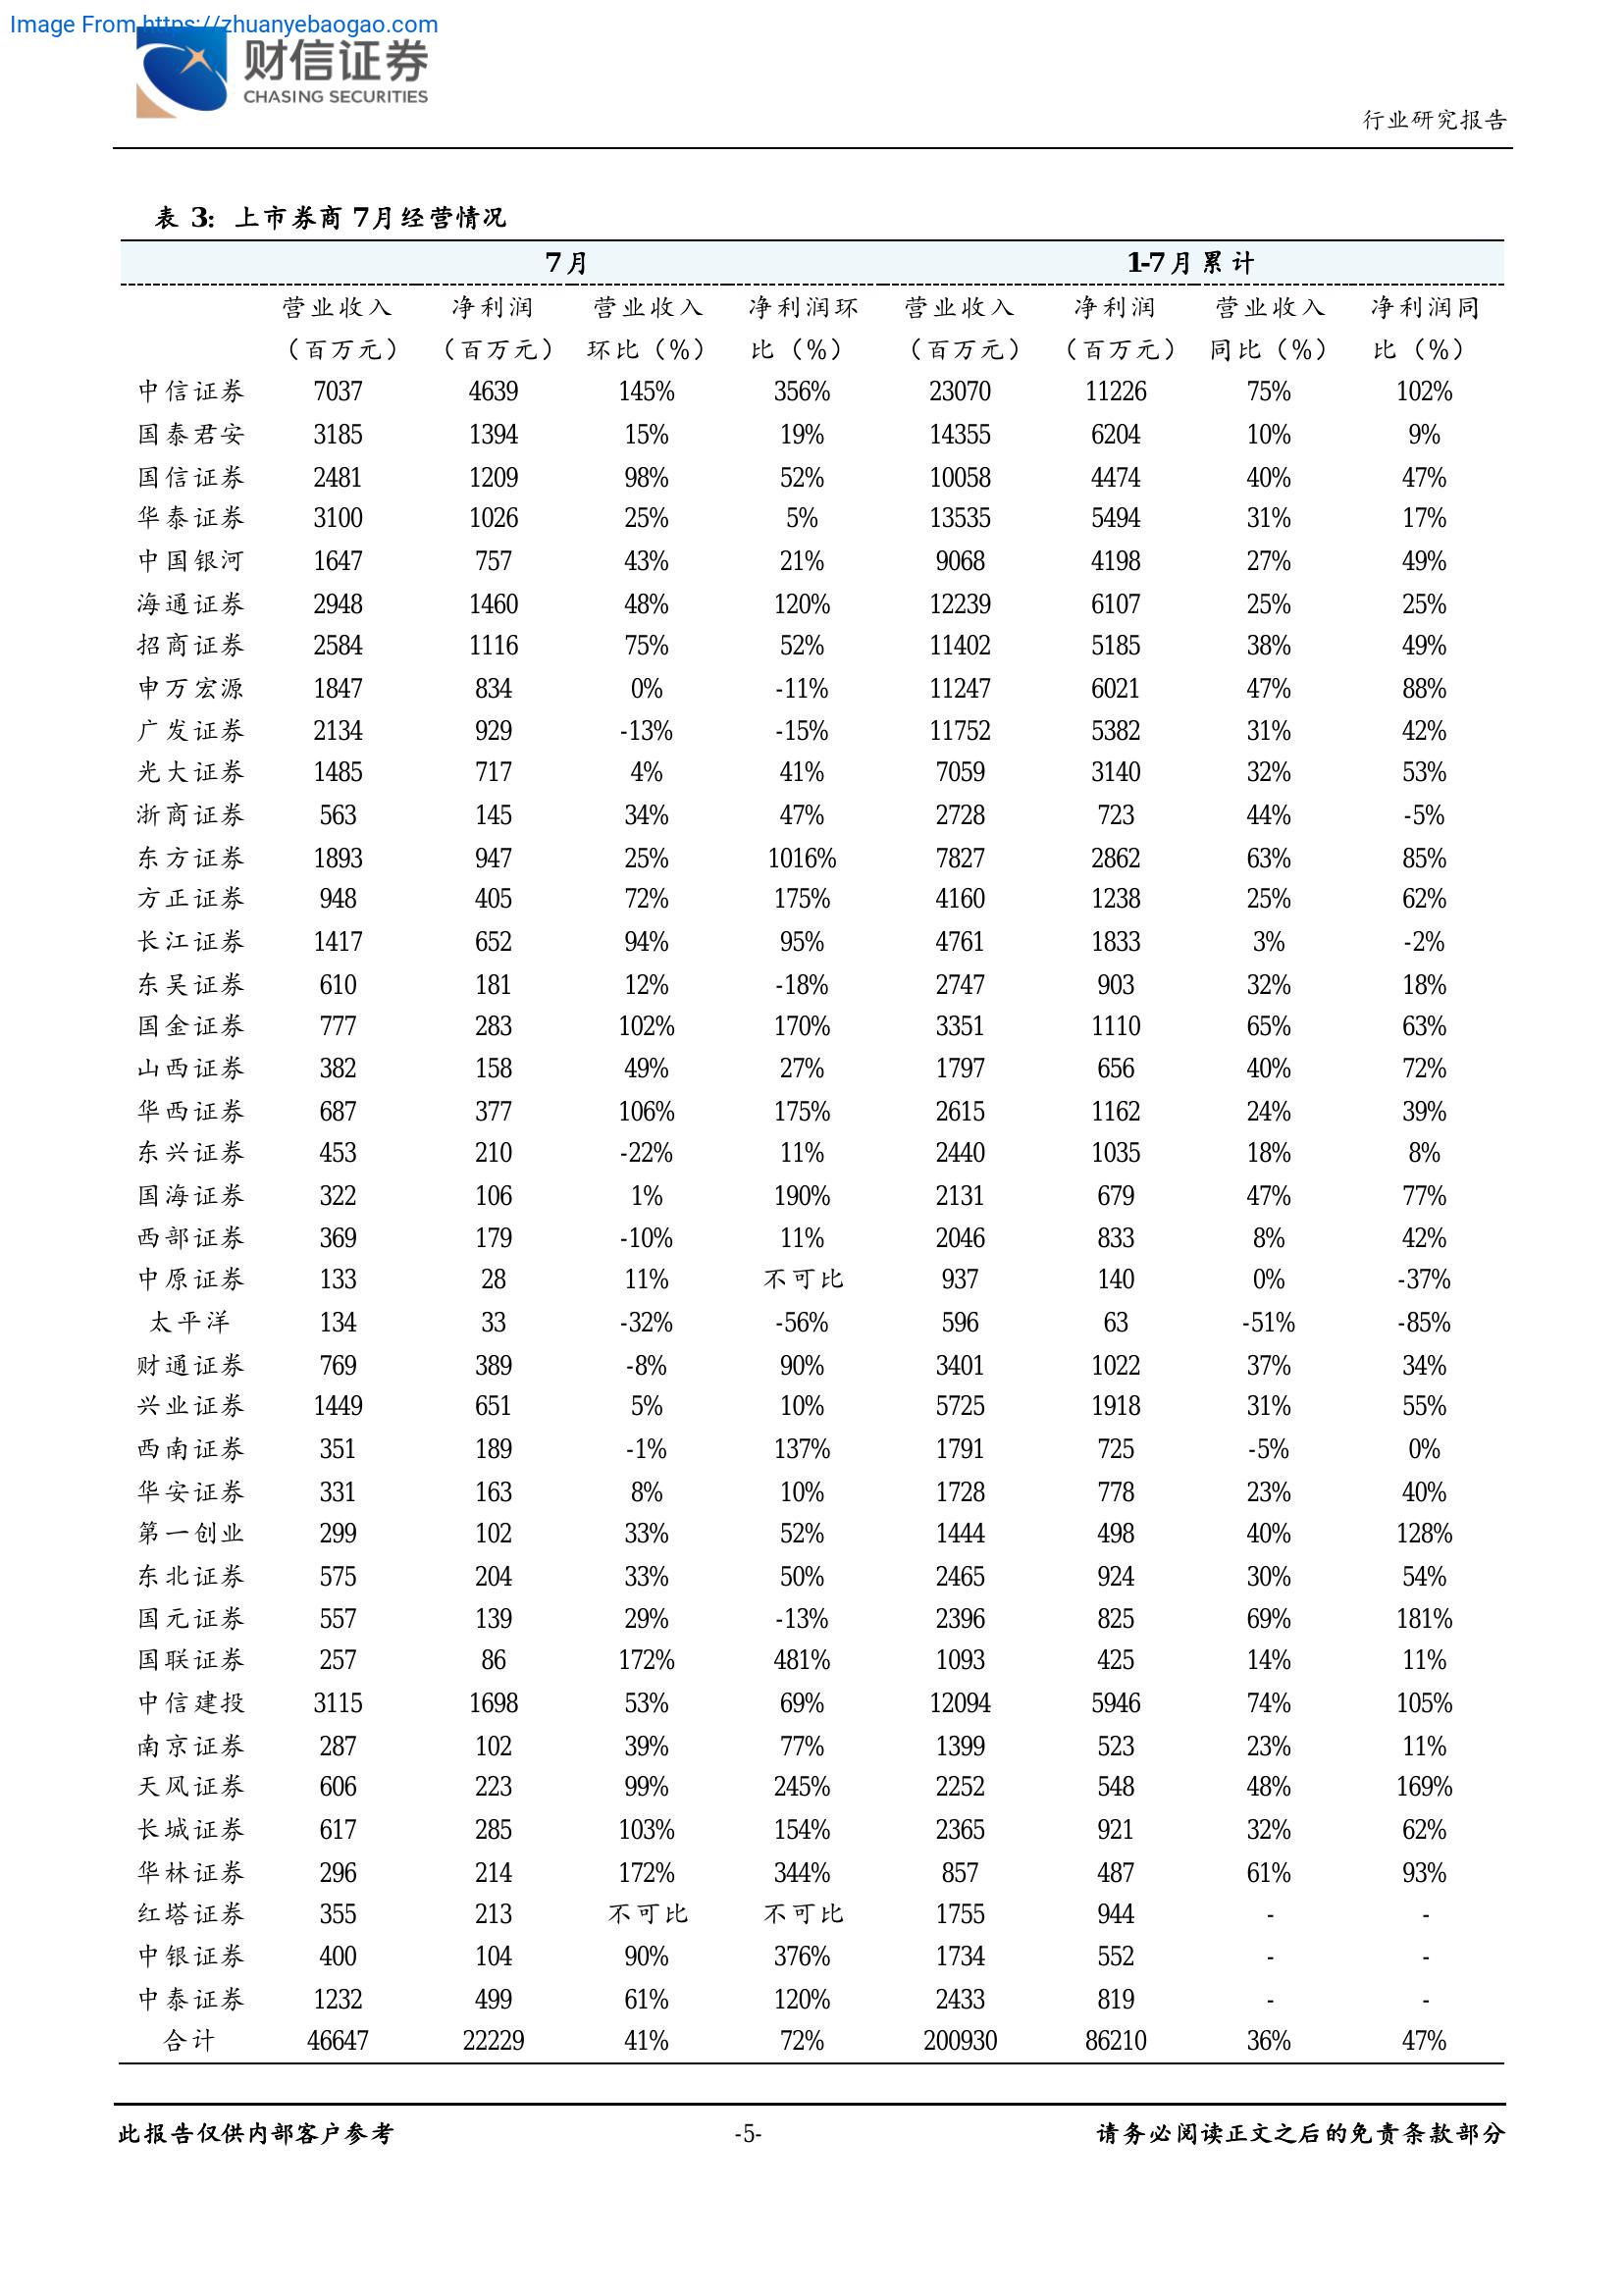 Image From https://zhuanyebaogao.com
财信证券
CHASING SECURITIES
行业研究报告
表 3: 上市券商 7月经营情况
7月 1-7月累计
营业收入 净利润 营业收入 净利润环 营业收入 净利润 营业收入 净利润同
（百万元） （百万元） 环比（%） 比（%） （百万元） （百万元） 同比（%） 比（%）
中信证券 7037 4639 145% 356% 23070 11226 75% 102%
国泰君安 3185 1394 15% 19% 14355 6204 10% 9%
国信证券 2481 1209 98% 52% 10058 4474 40% 47%
华泰证券 3100 1026 25% 5% 13535 5494 31% 17%
中国银河 1647 757 43% 21% 9068 4198 27% 49%
海通证券 2948 1460 48% 120% 12239 6107 25% 25%
招商证券 2584 1116 75% 52% 11402 5185 38% 49%
申万宏源 1847 834 0% -11% 11247 6021 47% 88%
广发证券 2134 929 -13% -15% 11752 5382 31% 42%
光大证券 1485 717 4% 41% 7059 3140 32% 53%
浙商证券 563 145 34% 47% 2728 723 44% -5%
东方证券 1893 947 25% 1016% 7827 2862 63% 85%
方正证券 948 405 72% 175% 4160 1238 25% 62%
长江证券 1417 652 94% 95% 4761 1833 3% -2%
东吴证券 610 181 12% -18% 2747 903 32% 18%
国金证券 777 283 102% 170% 3351 1110 65% 63%
山西证券 382 158 49% 27% 1797 656 40% 72%
华西证券 687 377 106% 175% 2615 1162 24% 39%
东兴证券 453 210 -22% 11% 2440 1035 18% 8%
国海证券 322 106 1% 190% 2131 679 47% 77%
西部证券 369 179 -10% 11% 2046 833 8% 42%
中原证券 133 28 11% 不可比 937 140 0% -37%
太平洋 134 33 -32% -56% 596 63 -51% -85%
财通证券 769 389 -8% 90% 3401 1022 37% 34%
兴业证券 1449 651 5% 10% 5725 1918 31% 55%
西南证券 351 189 -1% 137% 1791 725 -5% 0%
华安证券 331 163 8% 10% 1728 778 23% 40%
第一创业 299 102 33% 52% 1444 498 40% 128%
东北证券 575 204 33% 50% 2465 924 30% 54%
国元证券 557 139 29% -13% 2396 825 69% 181%
国联证券 257 86 172% 481% 1093 425 14% 11%
中信建投 3115 1698 53% 69% 12094 5946 74% 105%
南京证券 287 102 39% 77% 1399 523 23% 11%
天风证券 606 223 99% 245% 2252 548 48% 169%
长城证券 617 285 103% 154% 2365 921 32% 62%
华林证券 296 214 172% 344% 857 487 61% 93%
红塔证券 355 213 不可比 不可比 1755 944 - -
中银证券 400 104 90% 376% 1734 552 - -
中泰证券 1232 499 61% 120% 2433 819 - -
合计 46647 22229 41% 72% 200930 86210 36% 47%
此报告仅供内部客户参考 -5- 请务必阅读正文之后的免责条款部分